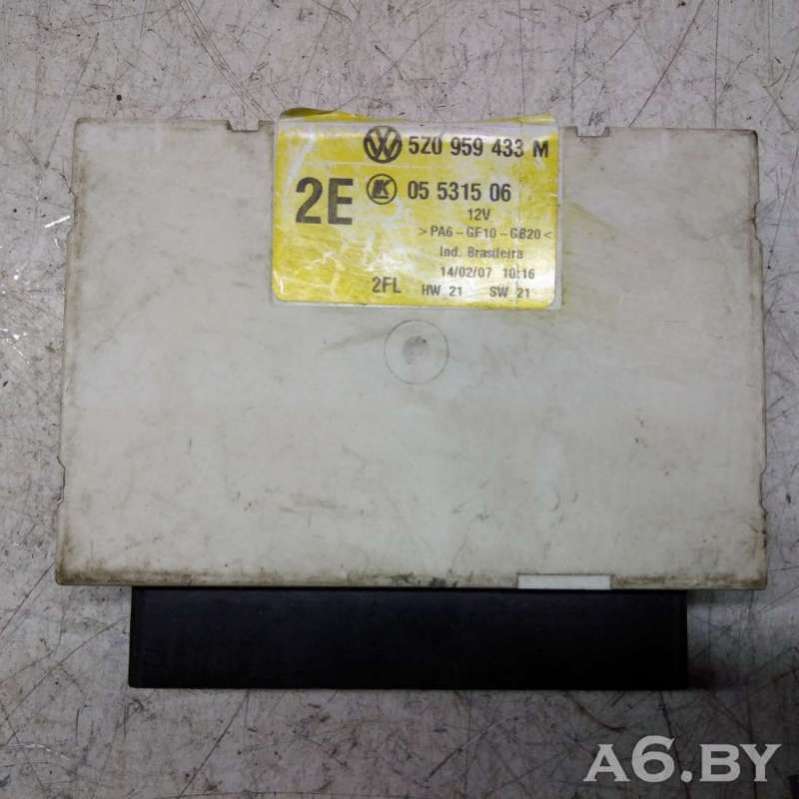 VW 5Z0 959 433 M
2E K 05 5315 06
12V
>PA6-GF10-GB20<
Ind. Brasileira
14/02/07 10:16
2FL HW 21 SW 21
A6.BY